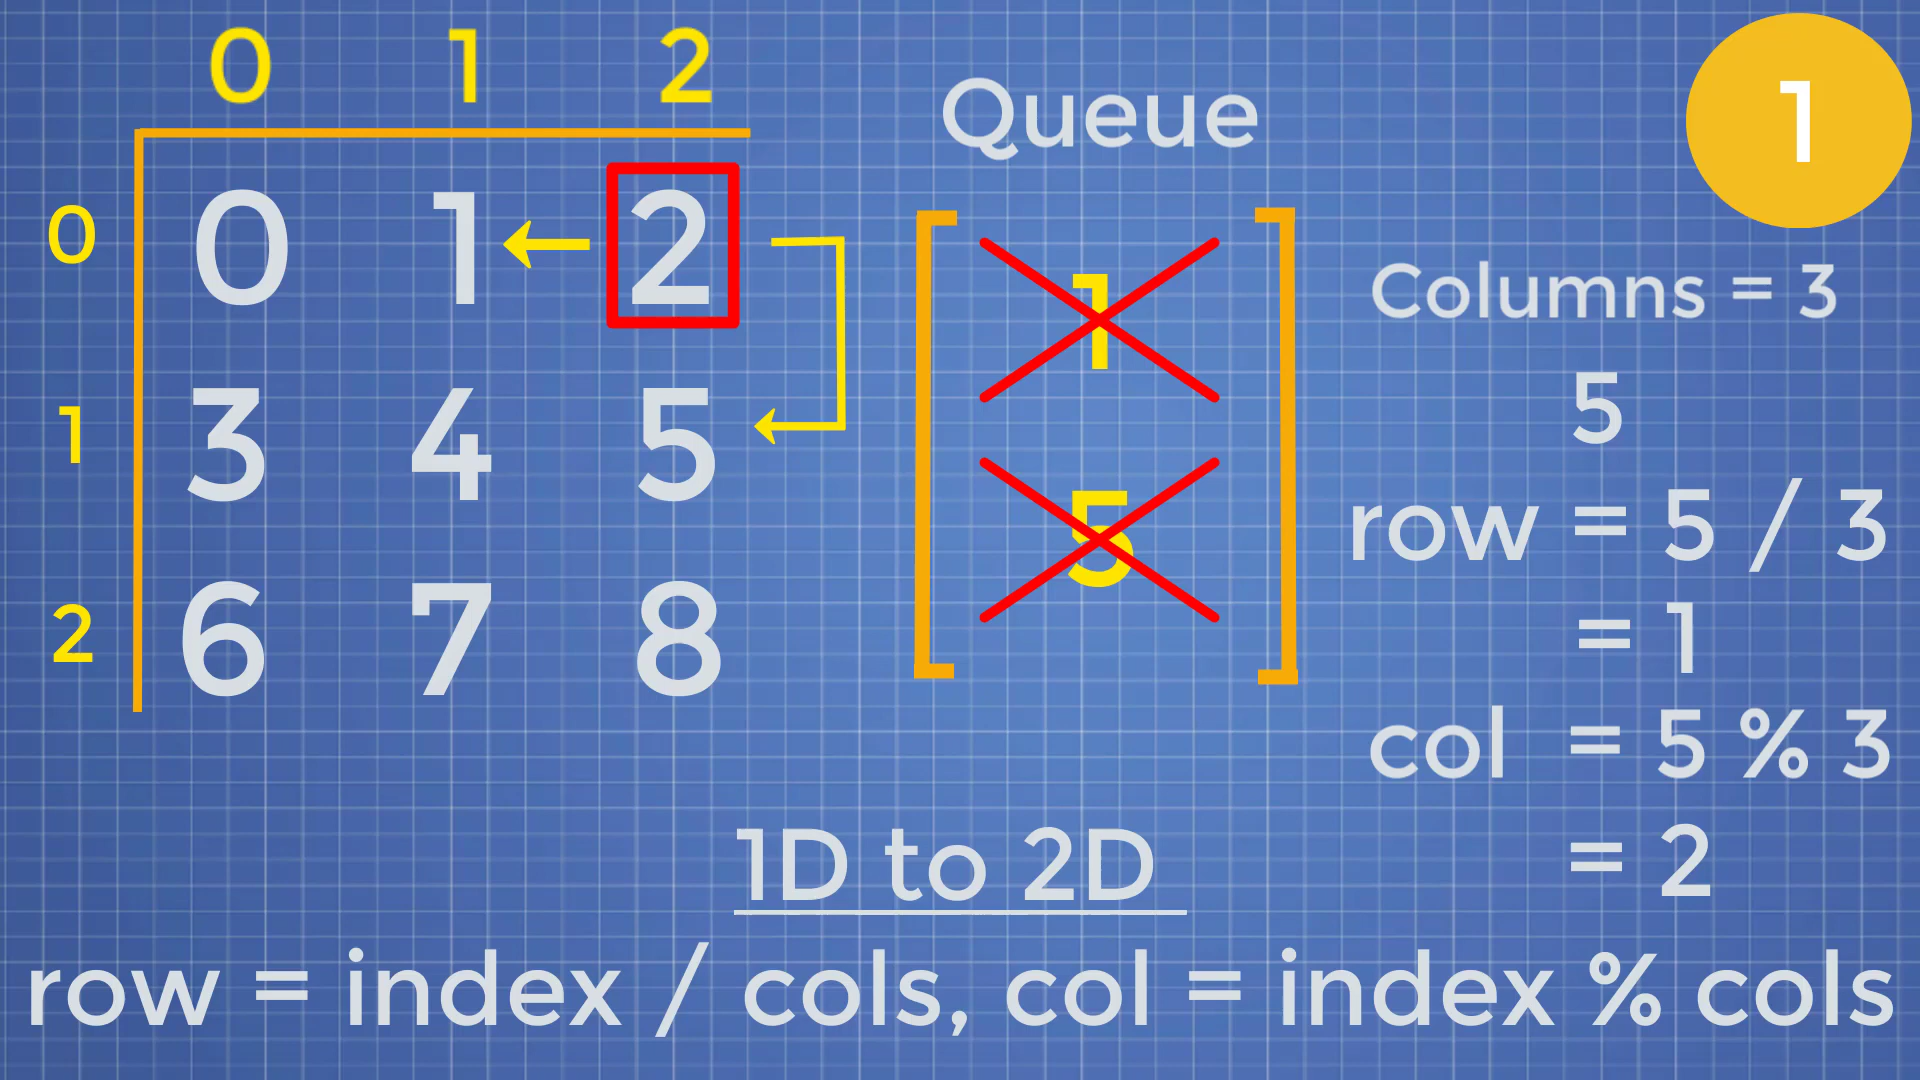 0 1 2
0 0 1 2
1 3 4 5
2 6 7 8
Queue
1
5
1
Columns = 3
5
row = 5 / 3
= 1
col = 5 % 3
= 2
1D to 2D
row = index / cols, col = index % cols